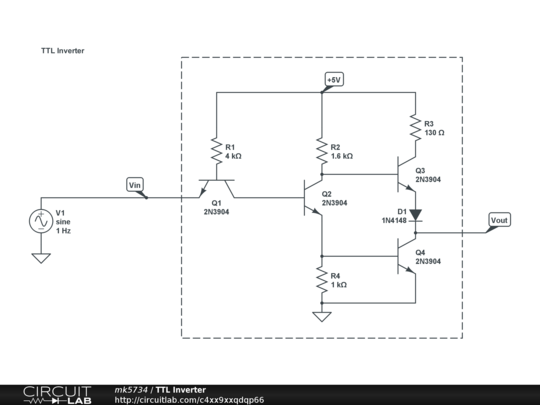 TTL Inverter
+5V
R3
130 Ω
R1
4 kΩ
R2
1.6 kΩ
Q3
2N3904
Vin
Q2
2N3904
Q1
2N3904
V1
sine
1 Hz
D1
1N4148
Vout
Q4
2N3904
R4
1 kΩ
CIRCUIT
LAB
mk5734 / TTL Inverter
http://circuitlab.com/c4xx9xxqdqp66